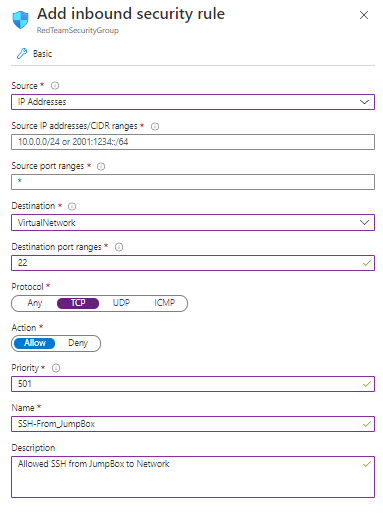 Add inbound security rule
RedTeamSecurityGroup
Basic
Source *
IP Addresses
Source IP addresses/CIDR ranges *
10.0.0.0/24 or 2001:1234::/64
Source port ranges *
*
Destination *
VirtualNetwork
Destination port ranges *
22
Protocol *
Any TCP UDP ICMP
Action *
Allow Deny
Priority *
501
Name *
SSH-From_JumpBox
Description
Allowed SSH from JumpBox to Network